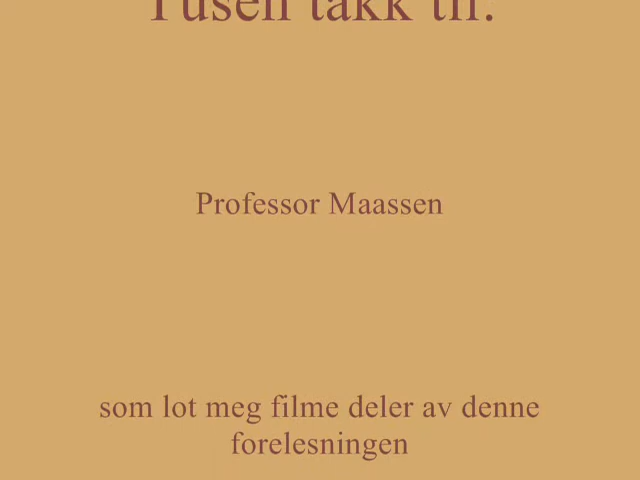 Tusen takk til:
Professor Maassen
som lot meg filme deler av denne
forelesningen